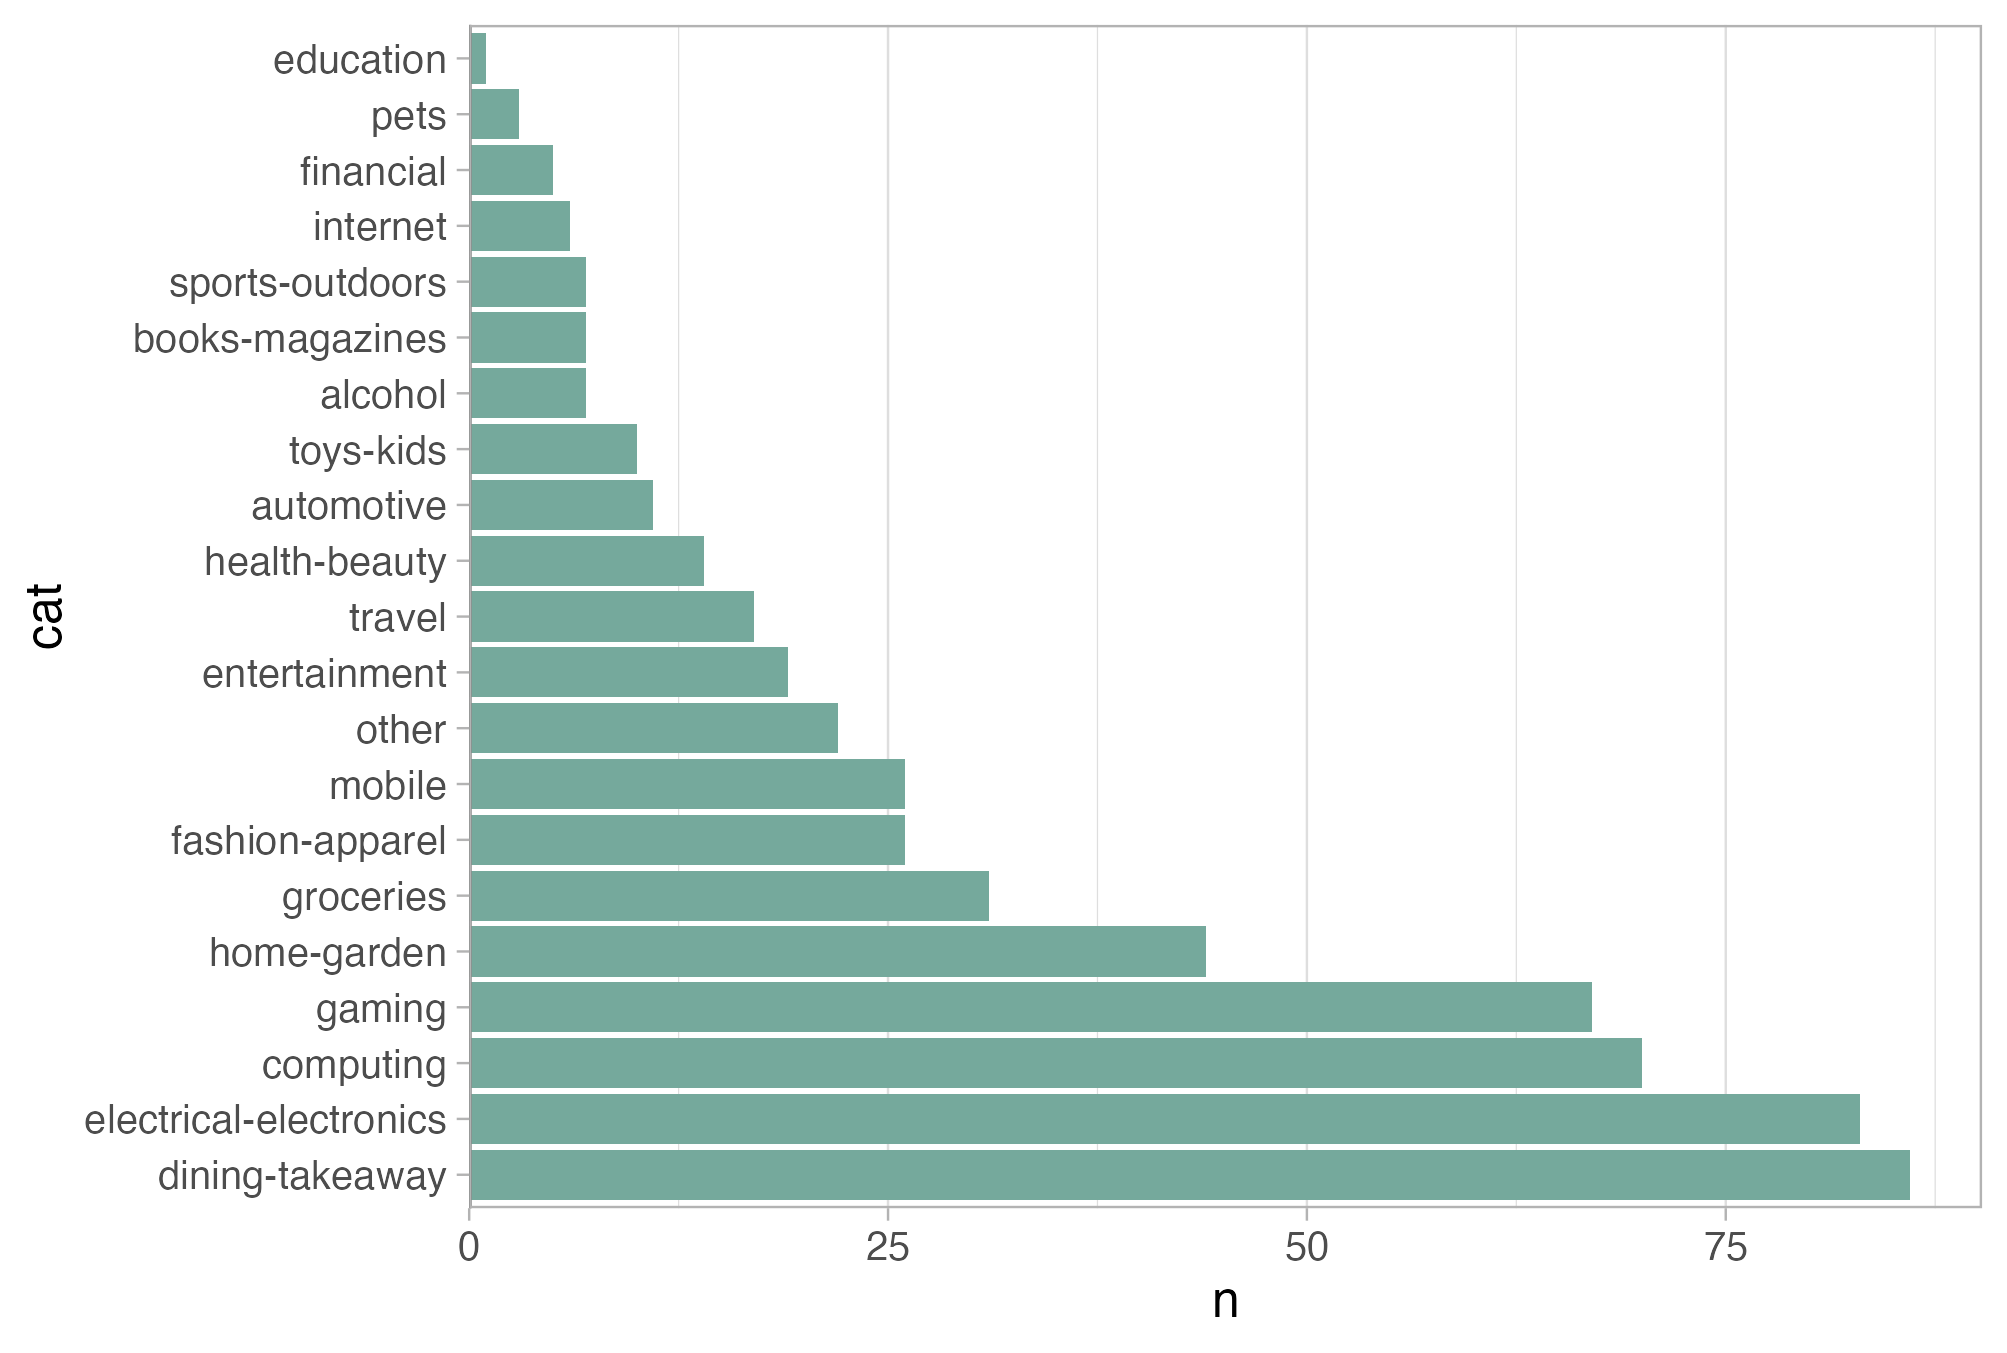 education
pets
financial
internet
sports-outdoors
books-magazines
alcohol
toys-kids
automotive
health-beauty
travel
entertainment
other
mobile
fashion-apparel
groceries
home-garden
gaming
computing
electrical-electronics
dining-takeaway
cat
0 25 50 75
n